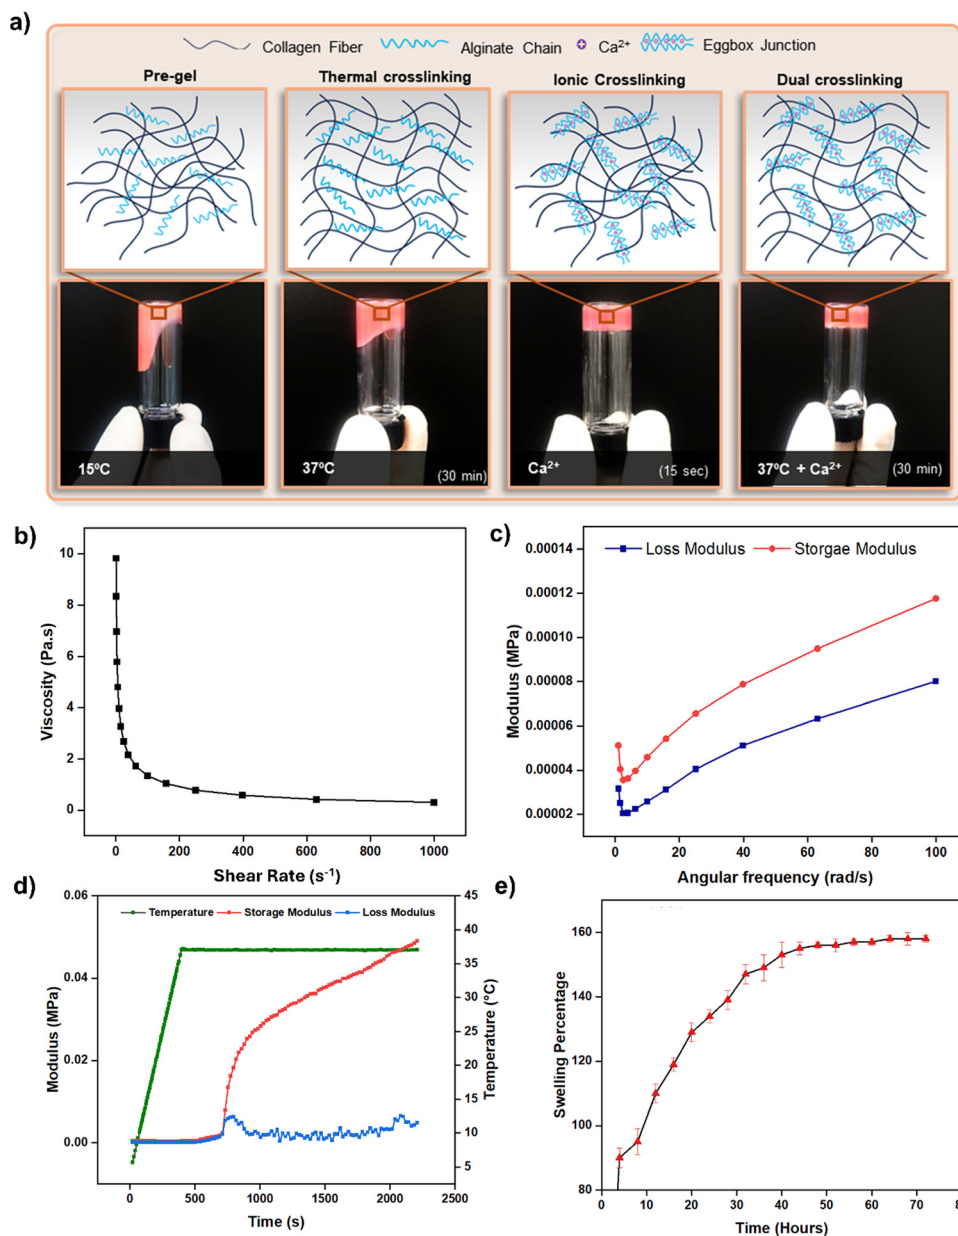 a)
Collagen Fiber Alginate Chain Ca²⁺ Eggbox Junction
Pre-gel Thermal crosslinking Ionic Crosslinking Dual crosslinking
15⁰C 37⁰C (30 min) Ca²⁺ (15 sec) 37⁰C + Ca²⁺ (30 min)
b)
10
8
6
4
2
0
Viscosity (Pa.s)
0 200 400 600 800 1000
Shear Rate (s⁻¹)
c)
Loss Modulus Storgae Modulus
0.00014
0.00012
0.00010
0.00008
0.00006
0.00004
0.00002
Modulus (MPa)
0 20 40 60 80 100
Angular frequency (rad/s)
d)
Temperature Storage Modulus Loss Modulus
0.06
0.04
0.02
0.00
Modulus (MPa)
45
40
35
30
25
20
15
10
5
Temperature (°C)
0 500 1000 1500 2000 2500
Time (s)
e)
160
140
120
100
80
Swelling Percentage
0 10 20 30 40 50 60 70 80
Time (Hours)